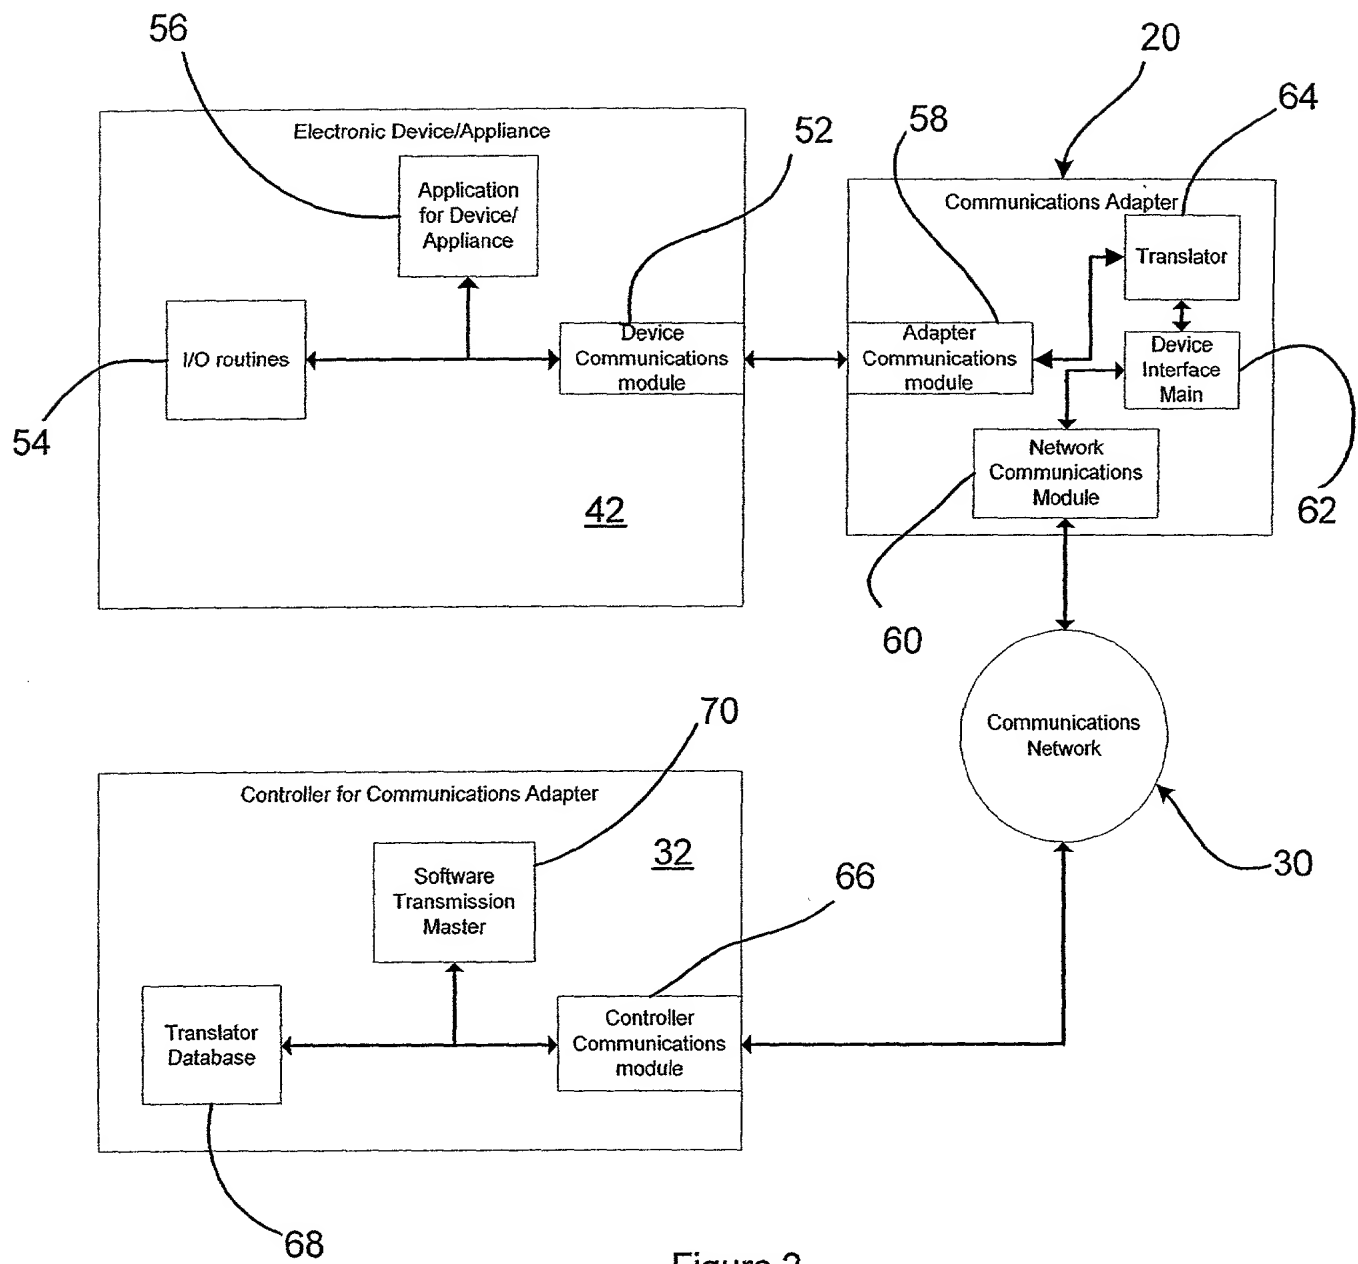 56
20
64
58
52
Electronic Device/Appliance
Application
for Device/
Appliance
Communications Adapter
Translator
I/O routines
Device
Communications
module
Adapter
Communications
module
Device
Interface
Main
54
Network
Communications
Module
42
62
60
Communications
Network
70
Controller for Communications Adapter
32
30
Software
Transmission
Master
66
Translator
Database
Controller
Communications
module
68
Figure